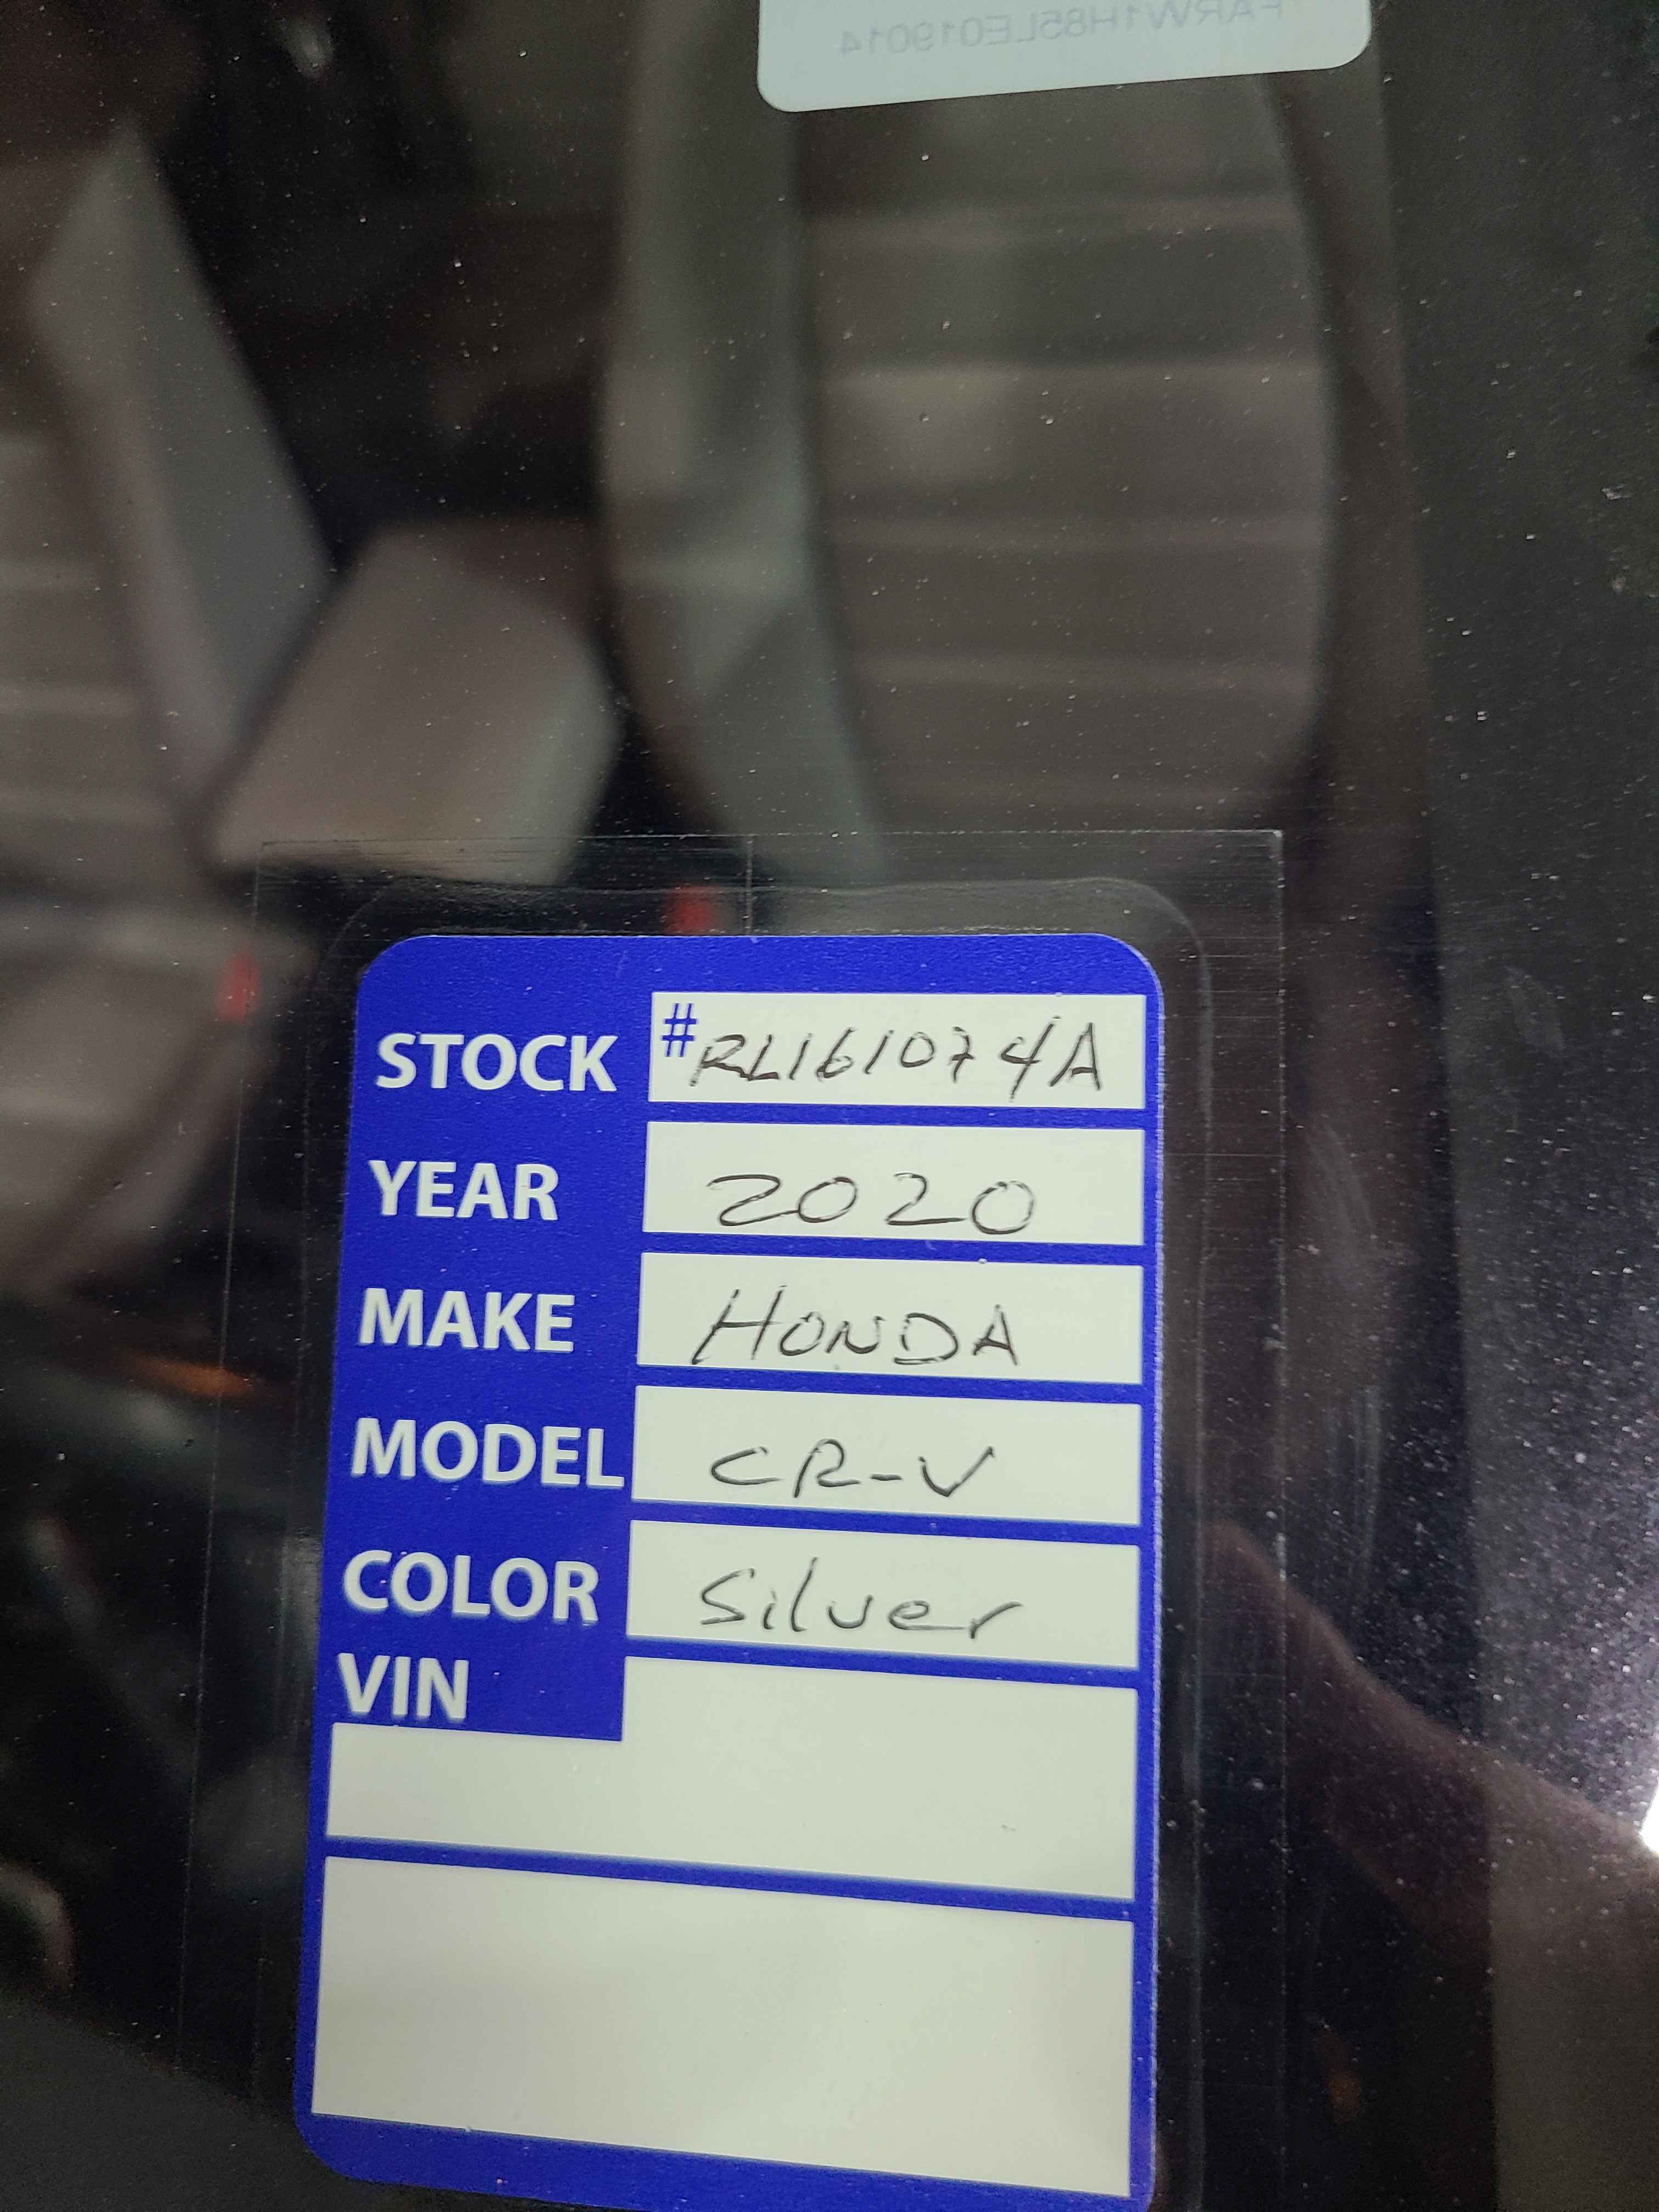 FARW1H85LE019014
STOCK #RL161074A
YEAR 2020
MAKE HONDA
MODEL CR-V
COLOR Silver
VIN